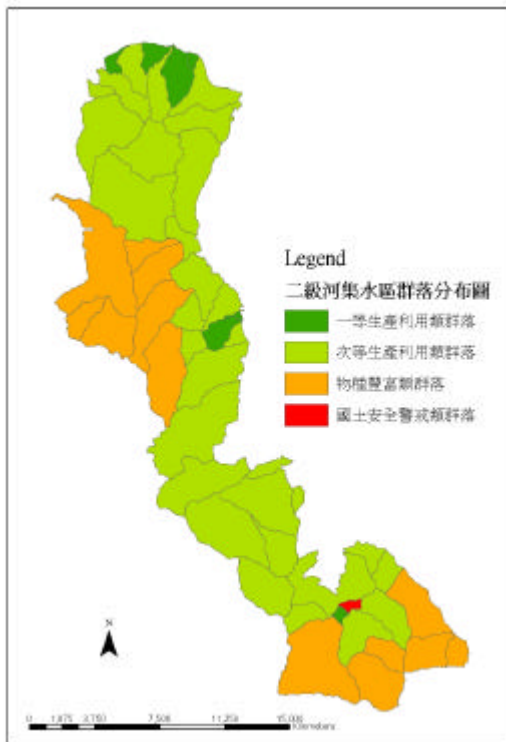 Legend
二級河集水區群落分布圖
一等生產利用類群落
次等生產利用類群落
物種豐富類群落
國土安全警戒類群落
N
0 1,875 3,750 7,500 11,250 15,000
Kilometers